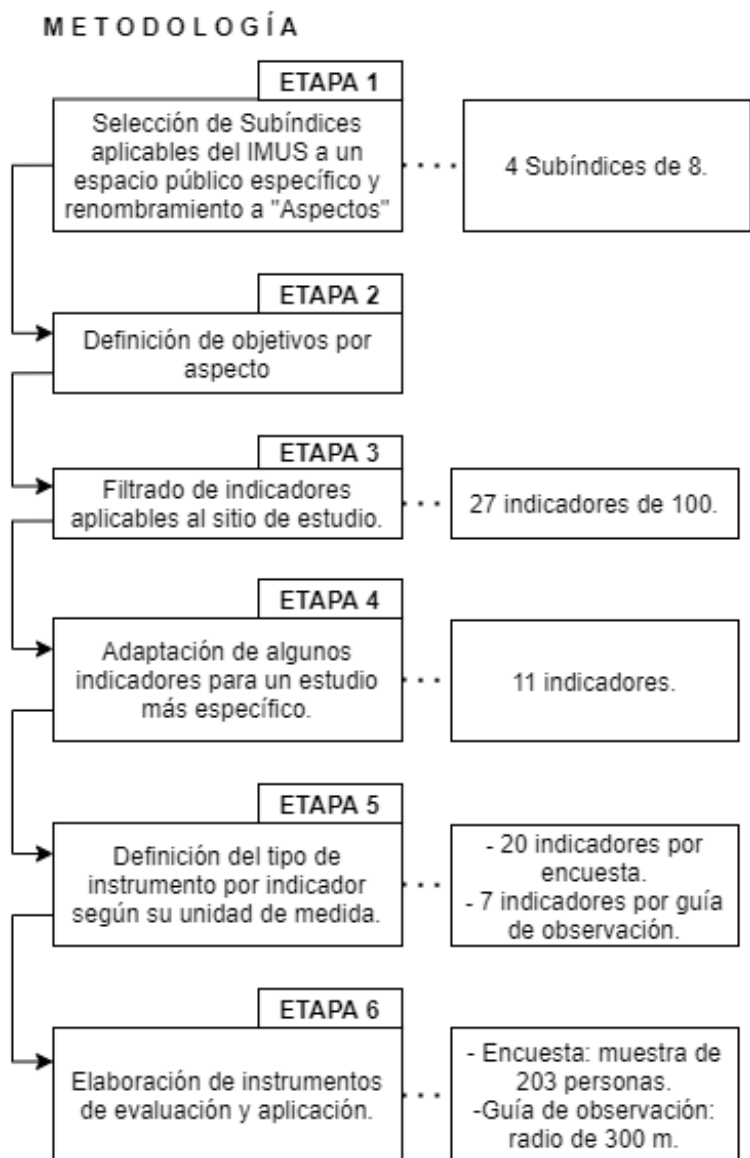 METODOLOGÍA
ETAPA 1
Selección de Subíndices
aplicables del IMUS a un
espacio público específico y
renombramiento a "Aspectos"
4 Subíndices de 8.
ETAPA 2
Definición de objetivos por
aspecto
ETAPA 3
Filtrado de indicadores
aplicables al sitio de estudio.
27 indicadores de 100.
ETAPA 4
Adaptación de algunos
indicadores para un estudio
más específico.
11 indicadores.
ETAPA 5
Definición del tipo de
instrumento por indicador
según su unidad de medida.
- 20 indicadores por
encuesta.
- 7 indicadores por guía
de observación.
ETAPA 6
Elaboración de instrumentos
de evaluación y aplicación.
- Encuesta: muestra de
203 personas.
-Guía de observación:
radio de 300 m.